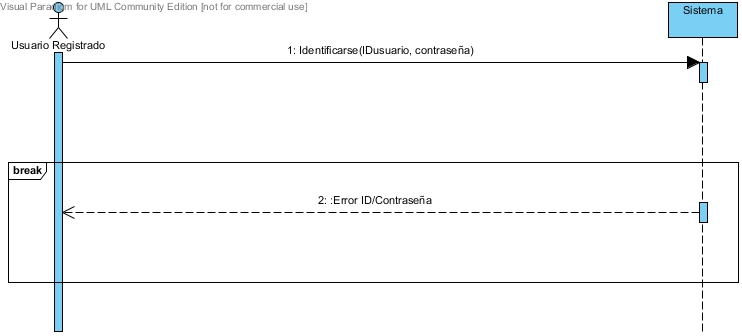 Visual Paradigm for UML Community Edition [not for commercial use]
Sistema
Usuario Registrado
1: Identificarse(IDusuario, contraseña)
break
2: :Error ID/Contraseña